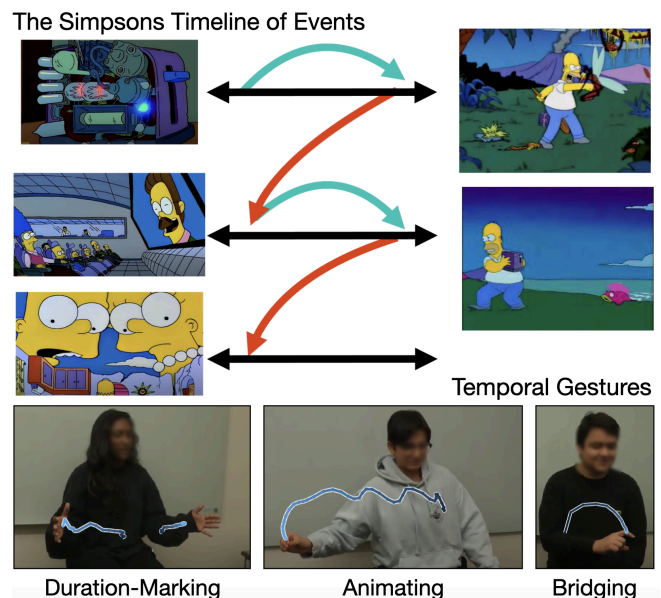 The Simpsons Timeline of Events
Temporal Gestures
Duration-Marking
Animating
Bridging